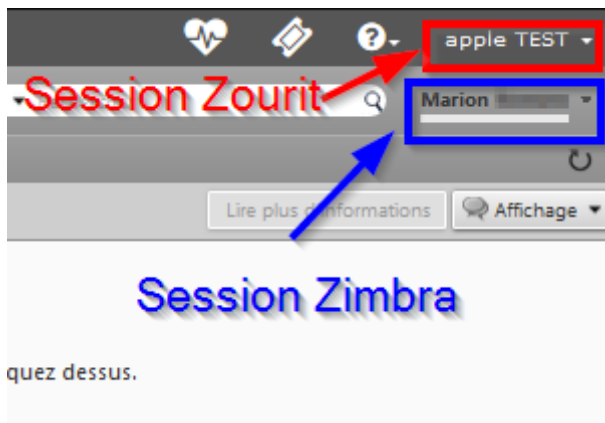 apple TEST
Session Zourit
Marion
Lire plus d'informations
Affichage
Session Zimbra
quez dessus.